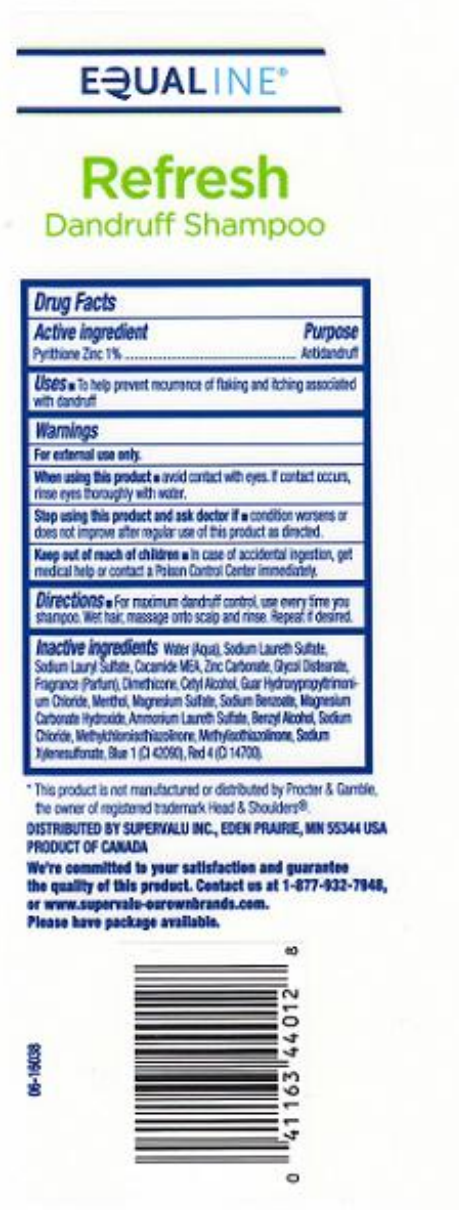 EQUALINE®
Refresh
Dandruff Shampoo
Drug Facts
Active ingredient Purpose
Pyrithione Zinc 1% ........................................................ Antidandruff
Uses ■ To help prevent recurrence of flaking and itching associated
with dandruff
Warnings
For external use only.
When using this product ■ avoid contact with eyes. If contact occurs,
rinse eyes thoroughly with water.
Stop using this product and ask doctor if ■ condition worsens or
does not improve after regular use of this product as directed.
Keep out of reach of children ■ In case of accidental ingestion, get
medical help or contact a Poison Control Center immediately.
Directions ■ For maximum dandruff control, use every time you
shampoo. Wet hair, massage onto scalp and rinse. Repeat if desired.
Inactive ingredients Water (Aqua), Sodium Laureth Sulfate,
Sodium Lauryl Sulfate, Cocamide MEA, Zinc Carbonate, Glycol Distearate,
Fragrance (Parfum), Dimethicone, Cetyl Alcohol, Guar Hydroxypropyltrimoni-
um Chloride, Menthol, Magnesium Sulfate, Sodium Benzoate, Magnesium
Carbonate Hydroxide, Ammonium Laureth Sulfate, Benzyl Alcohol, Sodium
Chloride, Methylchloroisothiazolinone, Methylisothiazolinone, Sodium
Xylenesulfonate, Blue 1 (CI 42090), Red 4 (CI 14700).
* This product is not manufactured or distributed by Procter & Gamble,
the owner of registered trademark Head & Shoulders®.
DISTRIBUTED BY SUPERVALU INC., EDEN PRAIRIE, MN 55344 USA
PRODUCT OF CANADA
We're committed to your satisfaction and guarantee
the quality of this product. Contact us at 1-877-932-7948,
or www.supervalu-ourownbrands.com.
Please have package available.
06-16038
0 41163 44012 8